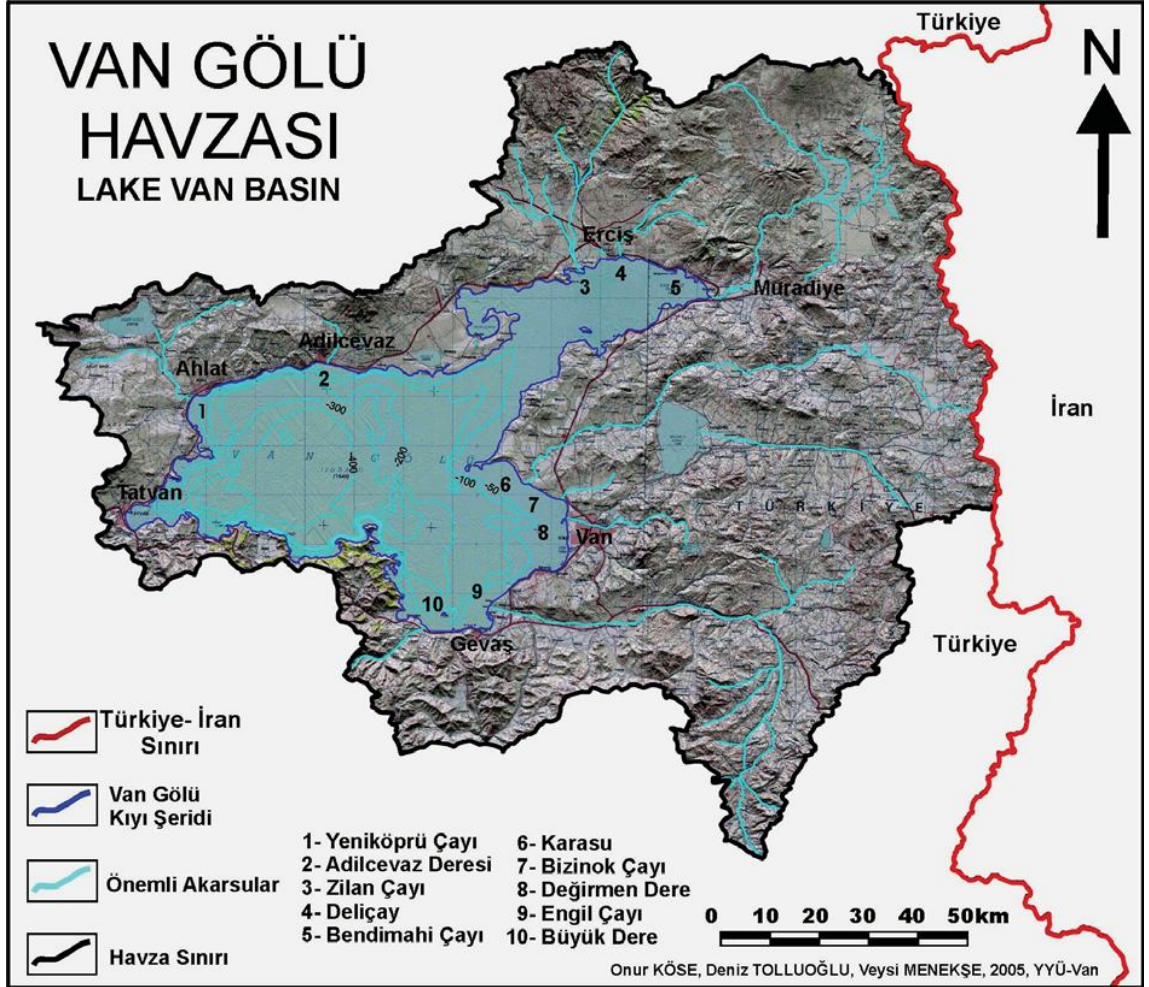 VAN GÖLÜ
HAVZASI
LAKE VAN BASIN
Türkiye
N
Erciş
3
4
5
Muradiye
Adilcevaz
Ahlat
2
1
-300
İran
V A N G Ö L Ü
-400
-200
-100
-50
6
Tatvan
7
T Ü R K İ Y E
8
Van
9
10
Gevaş
Türkiye
Türkiye- İran
Sınırı
Van Gölü
Kıyı Şeridi
Önemli Akarsular
Havza Sınırı
1- Yeniköprü Çayı
2- Adilcevaz Deresi
3- Zilan Çayı
4- Deliçay
5- Bendimahi Çayı
6- Karasu
7- Bizinok Çayı
8- Değirmen Dere
9- Engil Çayı
10- Büyük Dere
0 10 20 30 40 50km
Onur KÖSE, Deniz TOLLUOĞLU, Veysi MENEKŞE, 2005, YYÜ-Van